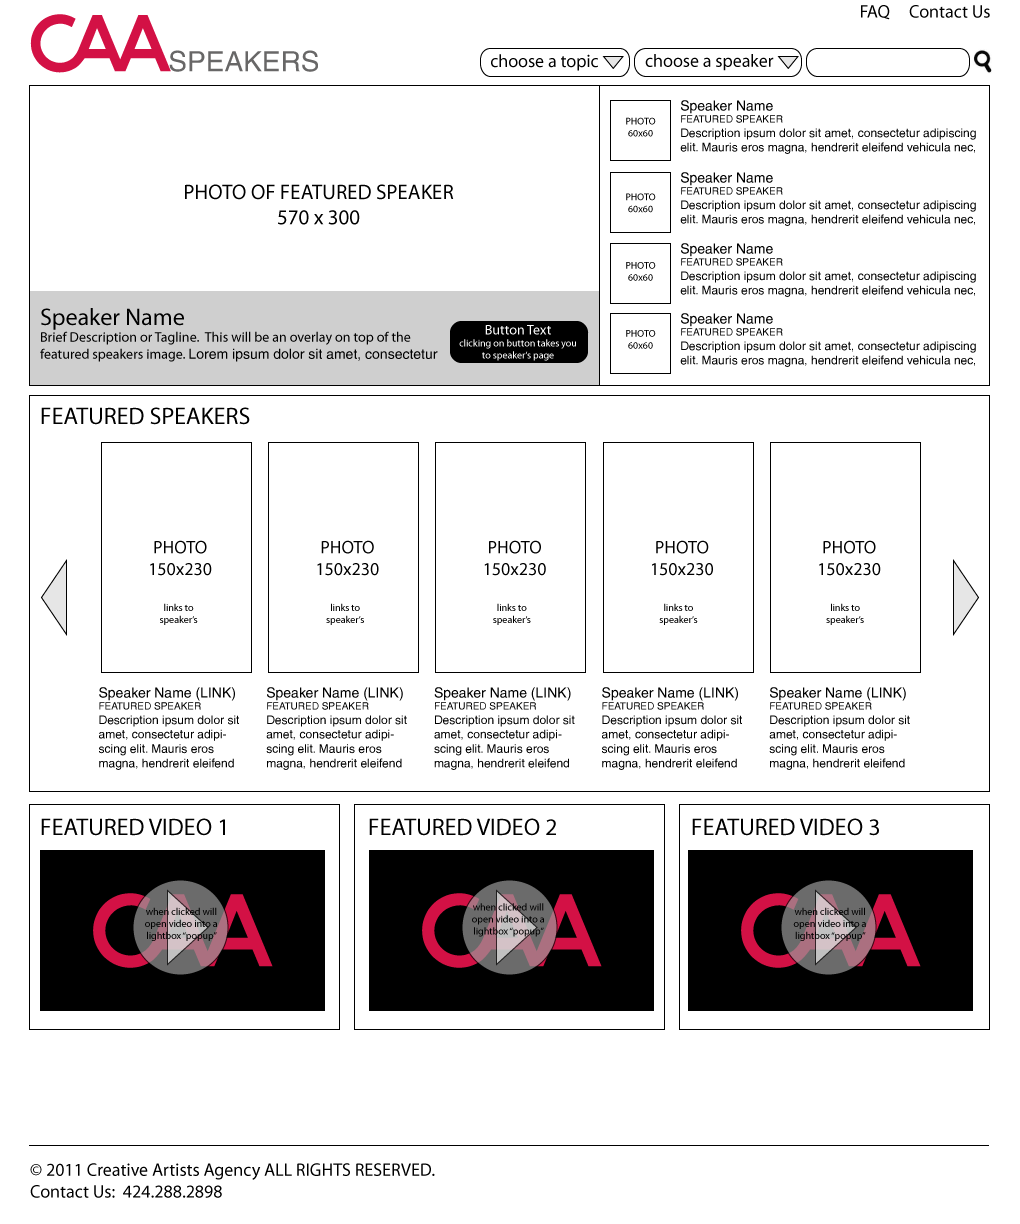 FAQ Contact Us
CAA SPEAKERS
choose a topic
choose a speaker
PHOTO OF FEATURED SPEAKER
570 x 300
Speaker Name
Brief Description or Tagline. This will be an overlay on top of the
featured speakers image. Lorem ipsum dolor sit amet, consectetur
Button Text
clicking on button takes you
to speaker's page
PHOTO
60x60
Speaker Name
FEATURED SPEAKER
Description ipsum dolor sit amet, consectetur adipiscing
elit. Mauris eros magna, hendrerit eleifend vehicula nec,
PHOTO
60x60
Speaker Name
FEATURED SPEAKER
Description ipsum dolor sit amet, consectetur adipiscing
elit. Mauris eros magna, hendrerit eleifend vehicula nec,
PHOTO
60x60
Speaker Name
FEATURED SPEAKER
Description ipsum dolor sit amet, consectetur adipiscing
elit. Mauris eros magna, hendrerit eleifend vehicula nec,
PHOTO
60x60
Speaker Name
FEATURED SPEAKER
Description ipsum dolor sit amet, consectetur adipiscing
elit. Mauris eros magna, hendrerit eleifend vehicula nec,
FEATURED SPEAKERS
PHOTO
150x230
links to
speaker's
Speaker Name (LINK)
FEATURED SPEAKER
Description ipsum dolor sit
amet, consectetur adipi-
scing elit. Mauris eros
magna, hendrerit eleifend
PHOTO
150x230
links to
speaker's
Speaker Name (LINK)
FEATURED SPEAKER
Description ipsum dolor sit
amet, consectetur adipi-
scing elit. Mauris eros
magna, hendrerit eleifend
PHOTO
150x230
links to
speaker's
Speaker Name (LINK)
FEATURED SPEAKER
Description ipsum dolor sit
amet, consectetur adipi-
scing elit. Mauris eros
magna, hendrerit eleifend
PHOTO
150x230
links to
speaker's
Speaker Name (LINK)
FEATURED SPEAKER
Description ipsum dolor sit
amet, consectetur adipi-
scing elit. Mauris eros
magna, hendrerit eleifend
PHOTO
150x230
links to
speaker's
Speaker Name (LINK)
FEATURED SPEAKER
Description ipsum dolor sit
amet, consectetur adipi-
scing elit. Mauris eros
magna, hendrerit eleifend
FEATURED VIDEO 1
CAA
when clicked will
open video into a
lightbox "popup"
FEATURED VIDEO 2
CAA
when clicked will
open video into a
lightbox "popup"
FEATURED VIDEO 3
CAA
when clicked will
open video into a
lightbox "popup"
© 2011 Creative Artists Agency ALL RIGHTS RESERVED.
Contact Us: 424.288.2898